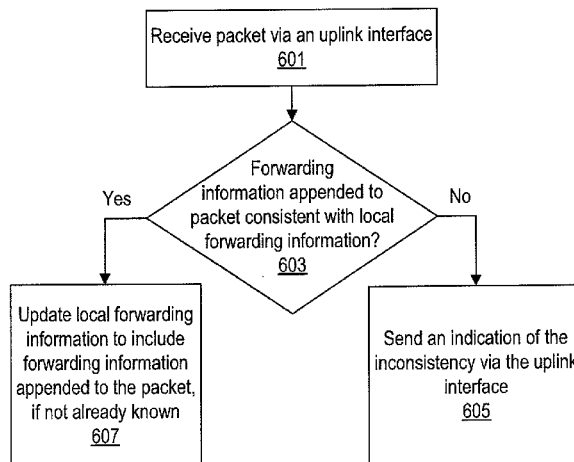 Receive packet via an uplink interface
601
Forwarding
information appended to
packet consistent with local
forwarding information?
603
Yes
No
Update local forwarding
information to include
forwarding information
appended to the packet,
if not already known
607
Send an indication of the
inconsistency via the uplink
interface
605